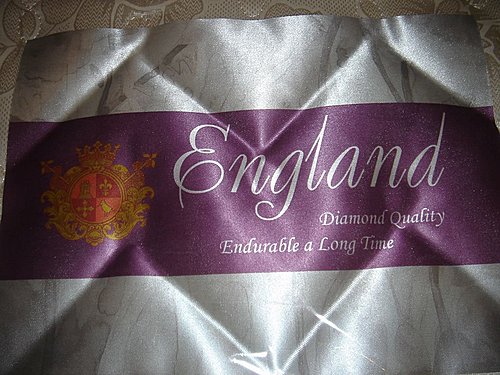 England
Diamond Quality
Endurable a Long Time